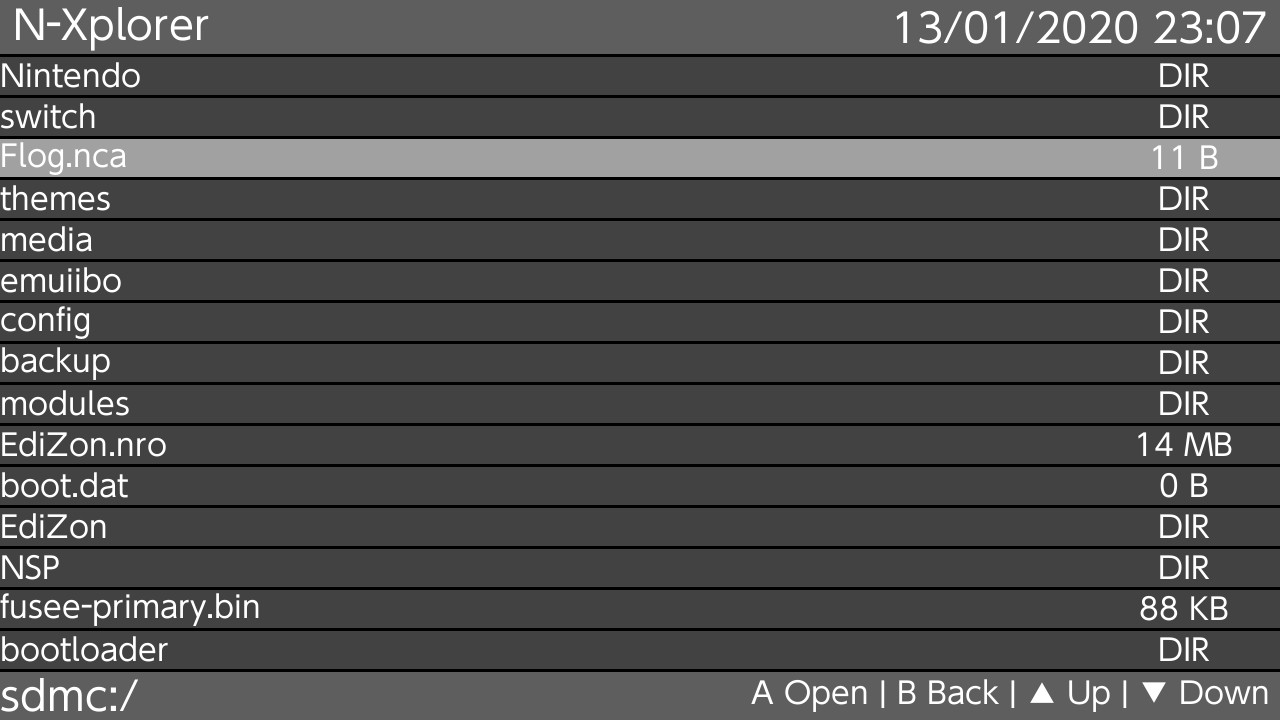 N-Xplorer 13/01/2020 23:07
Nintendo DIR
switch DIR
Flog.nca 11 B
themes DIR
media DIR
emuiibo DIR
config DIR
backup DIR
modules DIR
EdiZon.nro 14 MB
boot.dat 0 B
EdiZon DIR
NSP DIR
fusee-primary.bin 88 KB
bootloader DIR
sdmc:/ A Open | B Back | ▲ Up | ▼ Down